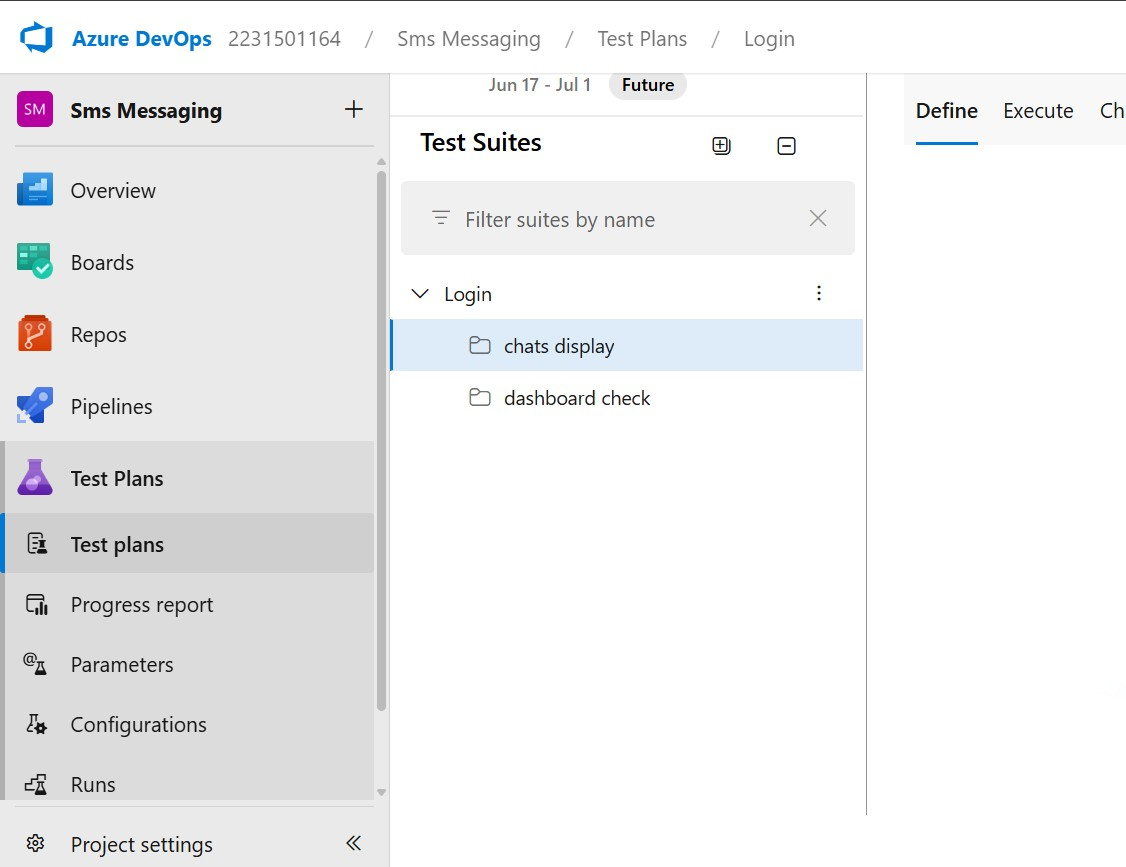 Azure DevOps 2231501164 / Sms Messaging / Test Plans / Login
SM Sms Messaging
Overview
Boards
Repos
Pipelines
Test Plans
Test plans
Progress report
Parameters
Configurations
Runs
Project settings
Jun 17 - Jul 1 Future
Test Suites
Filter suites by name
Login
chats display
dashboard check
Define Execute Ch